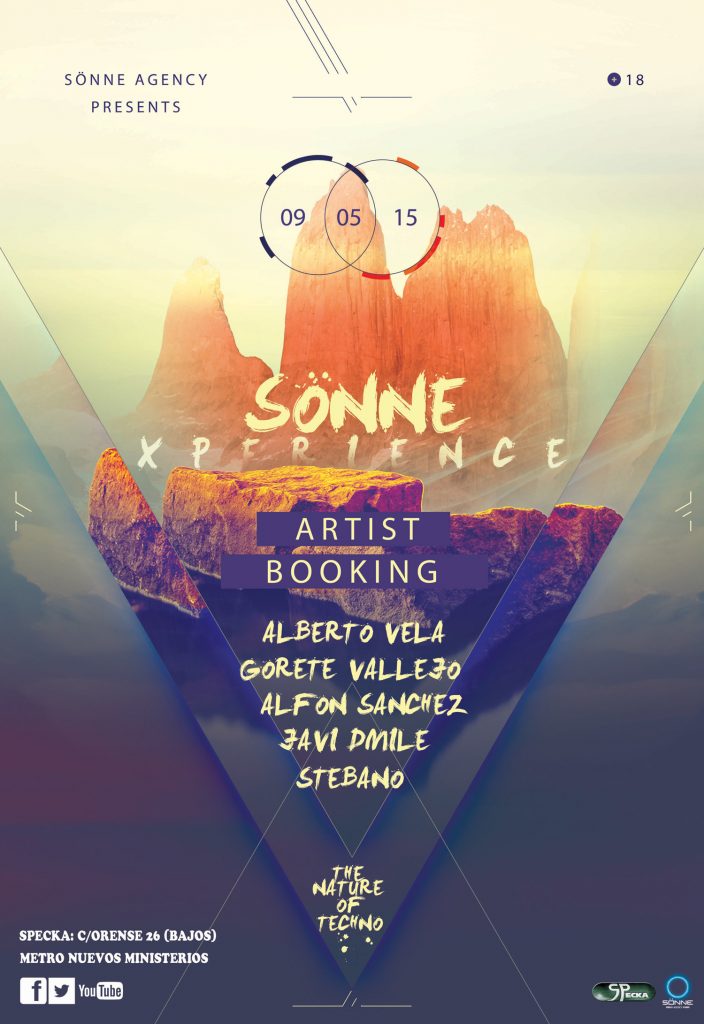 SÖNNE AGENCY
PRESENTS
+ 18
09 05 15
SÖNNE
XPERIENCE
ARTIST
BOOKING
ALBERTO VELA
GORETE VALLEJO
ALFON SANCHEZ
JAVI DMILE
STEBANO
THE
NATURE
OF
TECHNO
SPECKA: C/ORENSE 26 (BAJOS)
METRO NUEVOS MINISTERIOS
f YouTube
SPECKA
SÖNNE